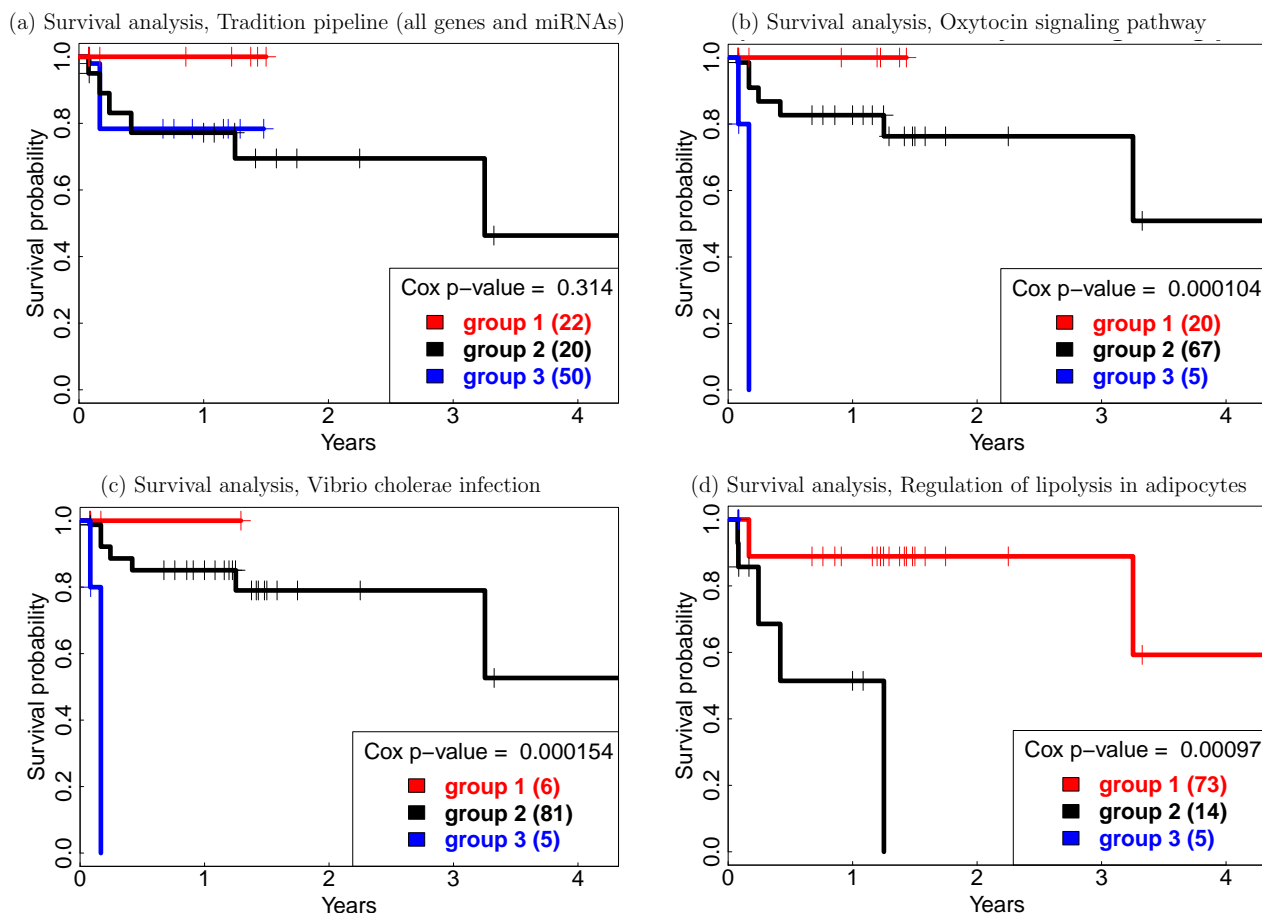 (a) Survival analysis, Tradition pipeline (all genes and miRNAs)
Survival probability
1.0
0.8
0.6
0.4
0.2
0.0
Cox p−value = 0.314
group 1 (22)
group 2 (20)
group 3 (50)
0 1 2 3 4
Years
(b) Survival analysis, Oxytocin signaling pathway
Survival probability
1.0
0.8
0.6
0.4
0.2
0.0
Cox p−value = 0.000104
group 1 (20)
group 2 (67)
group 3 (5)
0 1 2 3 4
Years
(c) Survival analysis, Vibrio cholerae infection
Survival probability
1.0
0.8
0.6
0.4
0.2
0.0
Cox p−value = 0.000154
group 1 (6)
group 2 (81)
group 3 (5)
0 1 2 3 4
Years
(d) Survival analysis, Regulation of lipolysis in adipocytes
Survival probability
1.0
0.8
0.6
0.4
0.2
0.0
Cox p−value = 0.00097
group 1 (73)
group 2 (14)
group 3 (5)
0 1 2 3 4
Years